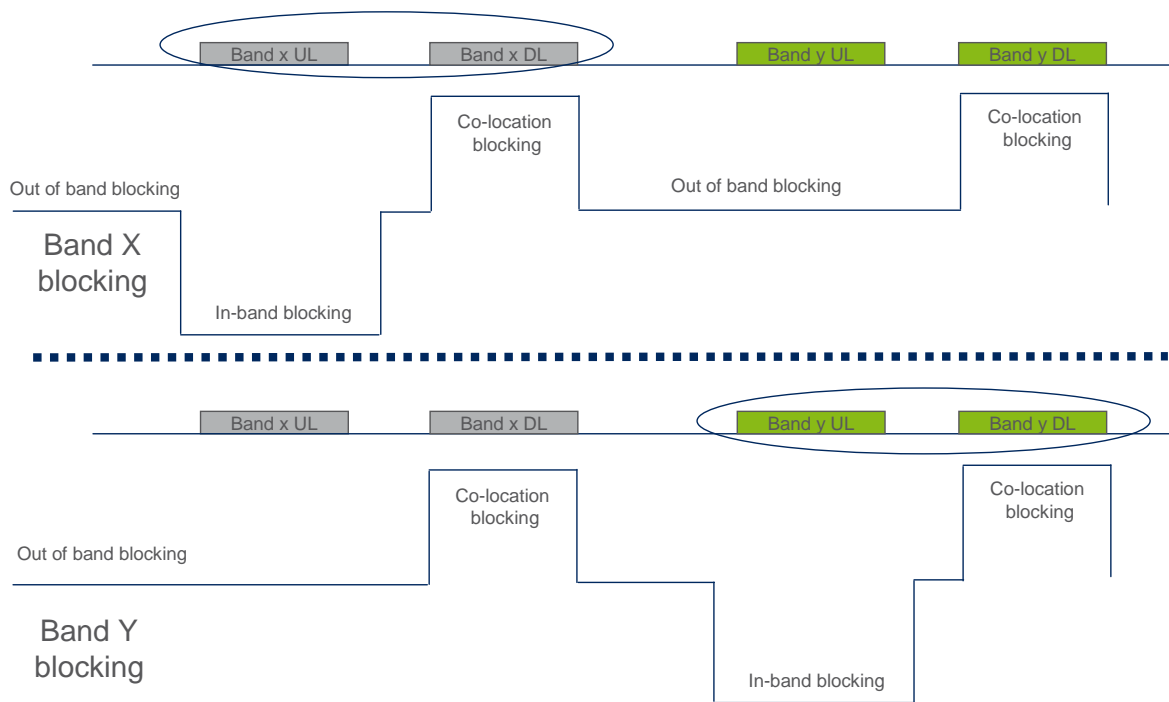 Band x UL
Band x DL
Band y UL
Band y DL
Co-location
blocking
Co-location
blocking
Out of band blocking
Out of band blocking
Band X
blocking
In-band blocking
Band x UL
Band x DL
Band y UL
Band y DL
Co-location
blocking
Co-location
blocking
Out of band blocking
Band Y
blocking
In-band blocking